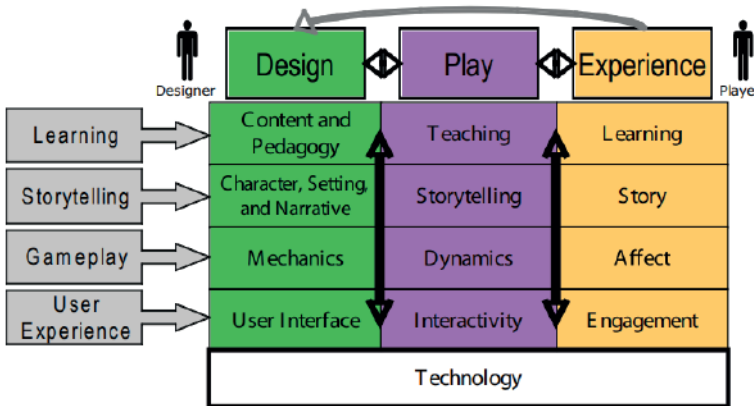 Design
Play
Experience
Designer
Playe
Learning
Content and
Pedagogy
Teaching
Learning
Storytelling
Character, Setting,
and Narrative
Storytelling
Story
Gameplay
Mechanics
Dynamics
Affect
User
Experience
User Interface
Interactivity
Engagement
Technology